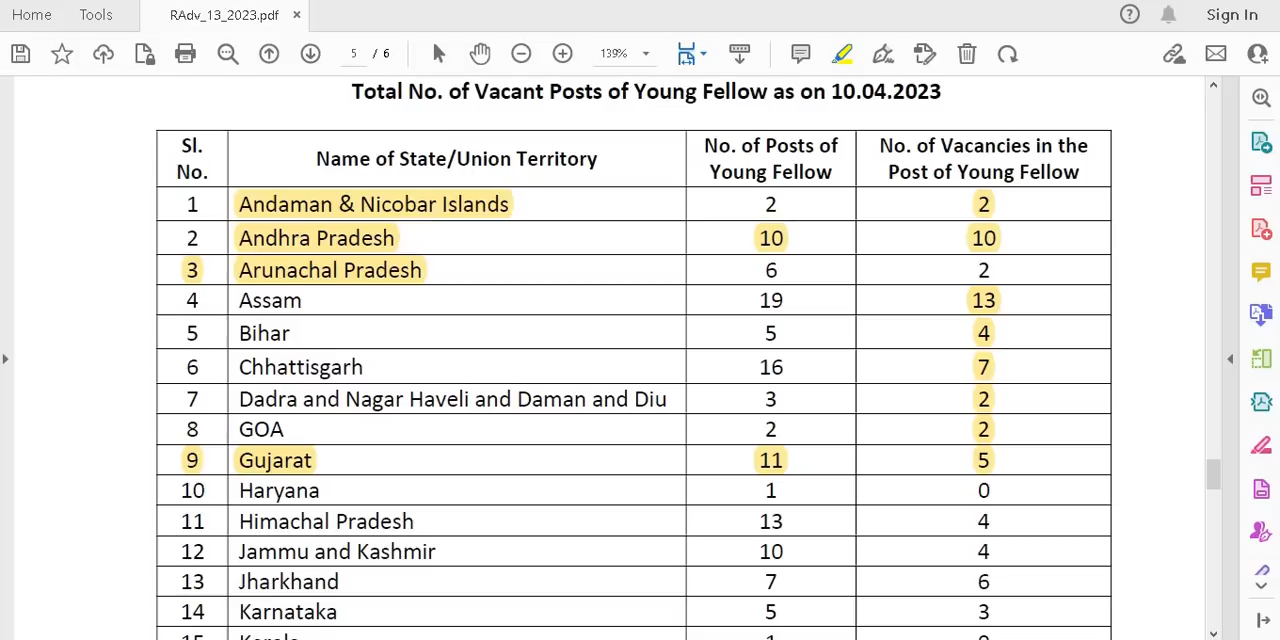 Home Tools RAdv_13_2023.pdf × Sign In
5 / 6 139%
Total No. of Vacant Posts of Young Fellow as on 10.04.2023
Sl. No. Name of State/Union Territory No. of Posts of Young Fellow No. of Vacancies in the Post of Young Fellow
1 Andaman & Nicobar Islands 2 2
2 Andhra Pradesh 10 10
3 Arunachal Pradesh 6 2
4 Assam 19 13
5 Bihar 5 4
6 Chhattisgarh 16 7
7 Dadra and Nagar Haveli and Daman and Diu 3 2
8 GOA 2 2
9 Gujarat 11 5
10 Haryana 1 0
11 Himachal Pradesh 13 4
12 Jammu and Kashmir 10 4
13 Jharkhand 7 6
14 Karnataka 5 3